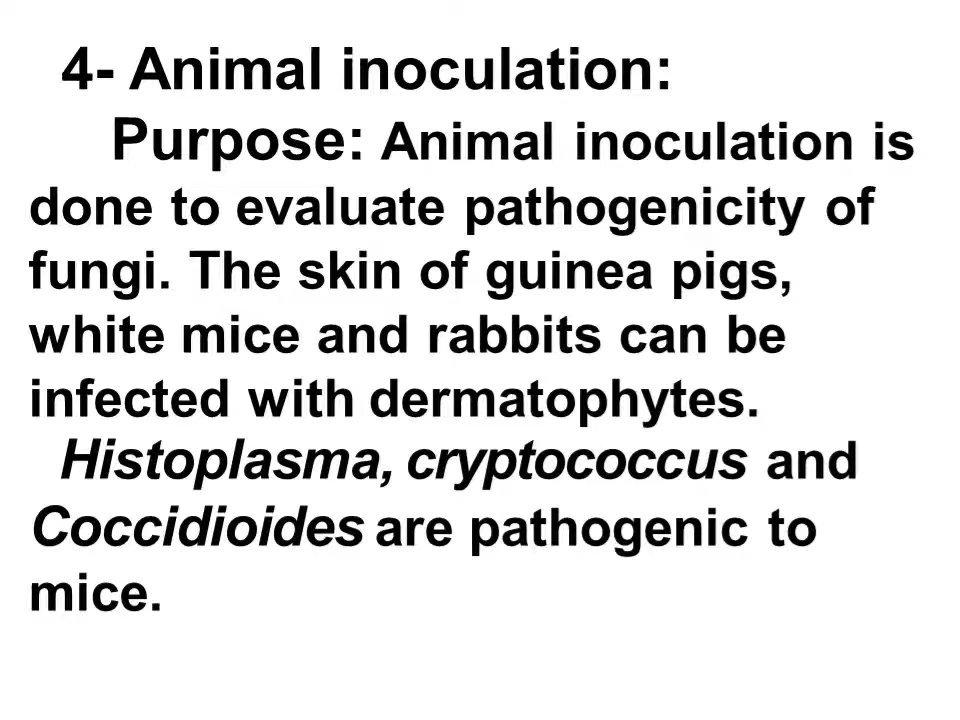 4- Animal inoculation:
Purpose: Animal inoculation is
done to evaluate pathogenicity of
fungi. The skin of guinea pigs,
white mice and rabbits can be
infected with dermatophytes.
Histoplasma, cryptococcus and
Coccidioides are pathogenic to
mice.